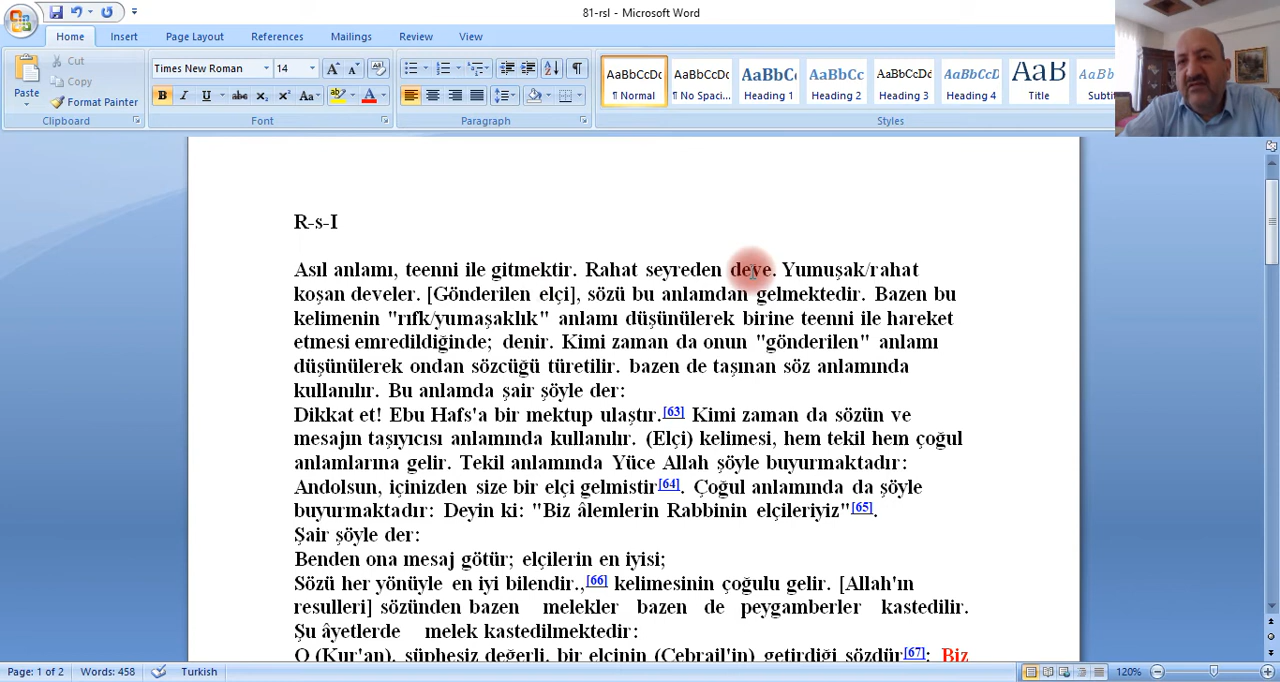 81-rsl - Microsoft Word
Home Insert Page Layout References Mailings Review View
Paste
Cut
Copy
Format Painter
Clipboard
Times New Roman 14
B I U abc X₂ X² Aa
Font
Paragraph
AaBbCcDc AaBbCcDc AaBbCc AaBbCc AaBbCcDd AaBbCcD AaB
¶ Normal ¶ No Spaci... Heading 1 Heading 2 Heading 3 Heading 4 Title
Styles
R-s-I
Asıl anlamı, teenni ile gitmektir. Rahat seyreden deve. Yumuşak/rahat
koşan develer. [Gönderilen elçi], sözü bu anlamdan gelmektedir. Bazen bu
kelimenin "rıfk/yumaşaklık" anlamı düşünülerek birine teenni ile hareket
etmesi emredildiğinde; denir. Kimi zaman da onun "gönderilen" anlamı
düşünülerek ondan sözcüğü türetilir. bazen de taşınan söz anlamında
kullanılır. Bu anlamda şair şöyle der:
Dikkat et! Ebu Hafs'a bir mektup ulaştır.[63] Kimi zaman da sözün ve
mesajın taşıyıcısı anlamında kullanılır. (Elçi) kelimesi, hem tekil hem çoğul
anlamlarına gelir. Tekil anlamında Yüce Allah şöyle buyurmaktadır:
Andolsun, içinizden size bir elçi gelmistir[64]. Çoğul anlamında da şöyle
buyurmaktadır: Deyin ki: "Biz âlemlerin Rabbinin elçileriyiz"[65].
Şair şöyle der:
Benden ona mesaj götür; elçilerin en iyisi;
Sözü her yönüyle en iyi bilendir.,[66] kelimesinin çoğulu gelir. [Allah'ın
resulleri] sözünden bazen melekler bazen de peygamberler kastedilir.
Şu âyetlerde melek kastedilmektedir:
O (Kur'an), şüphesiz değerli, bir elçinin (Cebrail'in) getirdiği sözdür[67]; Biz
Page: 1 of 2 Words: 458 Turkish 120%